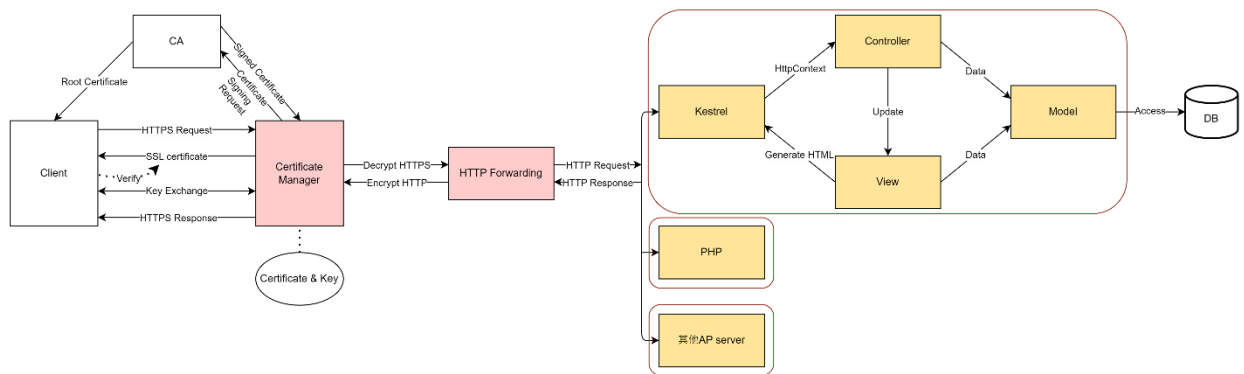 CA
Root Certificate
Signed Certificate
Certificate
Signing
Request
Client
HTTPS Request
SSL certificate
Verify
Key Exchange
HTTPS Response
Certificate
Manager
Certificate & Key
Decrypt HTTPS
Encrypt HTTP
HTTP Forwarding
HTTP Request
HTTP Response
Kestrel
HttpContext
Controller
Data
Update
Generate HTML
View
Data
Model
Access
DB
PHP
其他AP server